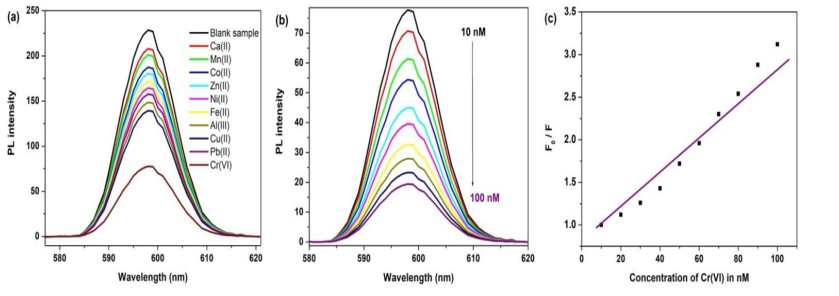 (a)
250
200
150
100
50
0
PL intensity
580 590 600 610 620
Wavelength (nm)
Blank sample
Ca(II)
Mn(II)
Co(II)
Zn(II)
Ni(II)
Fe(II)
Al(III)
Cu(II)
Pb(II)
Cr(VI)
(b)
70
60
50
40
30
20
10
0
PL intensity
10 nM
100 nM
580 590 600 610 620
Wavelength (nm)
(c)
3.5
3.0
2.5
2.0
1.5
1.0
F₀ / F
0 20 40 60 80 100
Concentration of Cr(VI) in nM